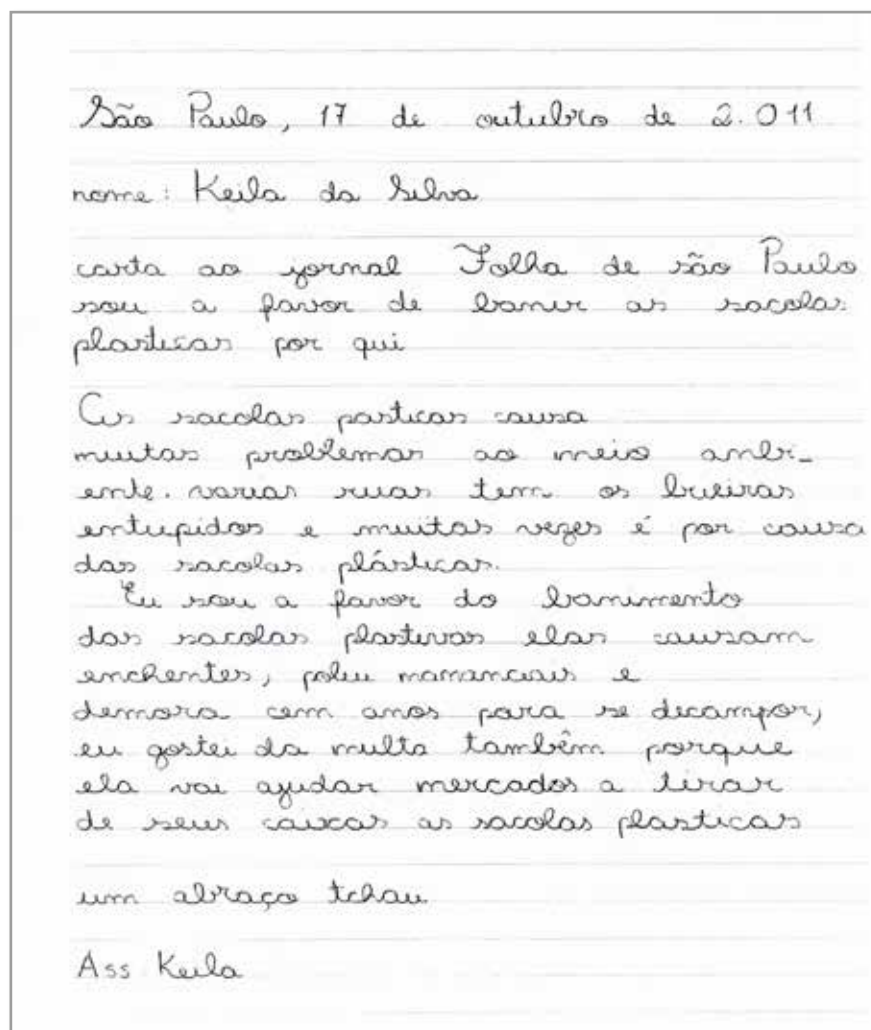 São Paulo, 17 de outubro de 2.011
nome: Keila da Silva
carta ao jornal Folha de são Paulo
sou a favor de banir as sacolas
plasticas por qui
As sacolas pasticas causa
muitas problemas ao meio ambi-
ente. varias ruas tem os bueiras
entupidos e muitas vezes é por causa
das sacolas plásticas.
Eu sou a favor do banimento
das sacolas plasticas elas causam
enchentes, polui mananciais e
demora cem anos para se decampor,
eu gostei da multa também porque
ela vai ajudar mercados a tirar
de seus caixas as sacolas plasticas
um abraço tchau
Ass Keila